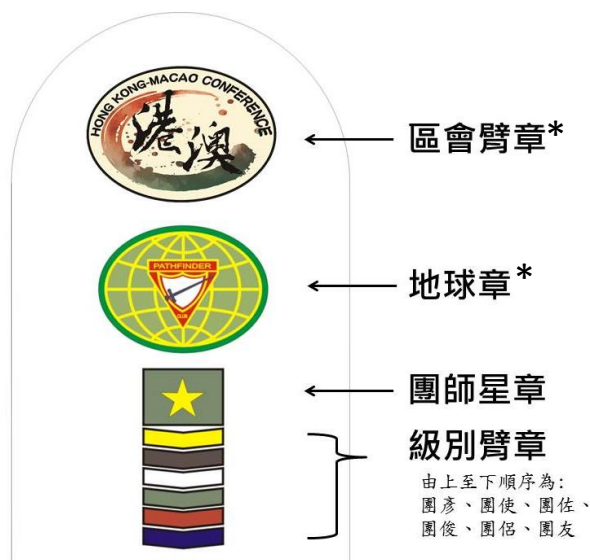 HONG KONG-MACAO CONFERENCE
港澳
區會臂章*
PATHFINDER
CLUB
地球章*
團師星章
級別臂章
由上至下順序為:
團彥、團使、團佐、
團俊、團侶、團友